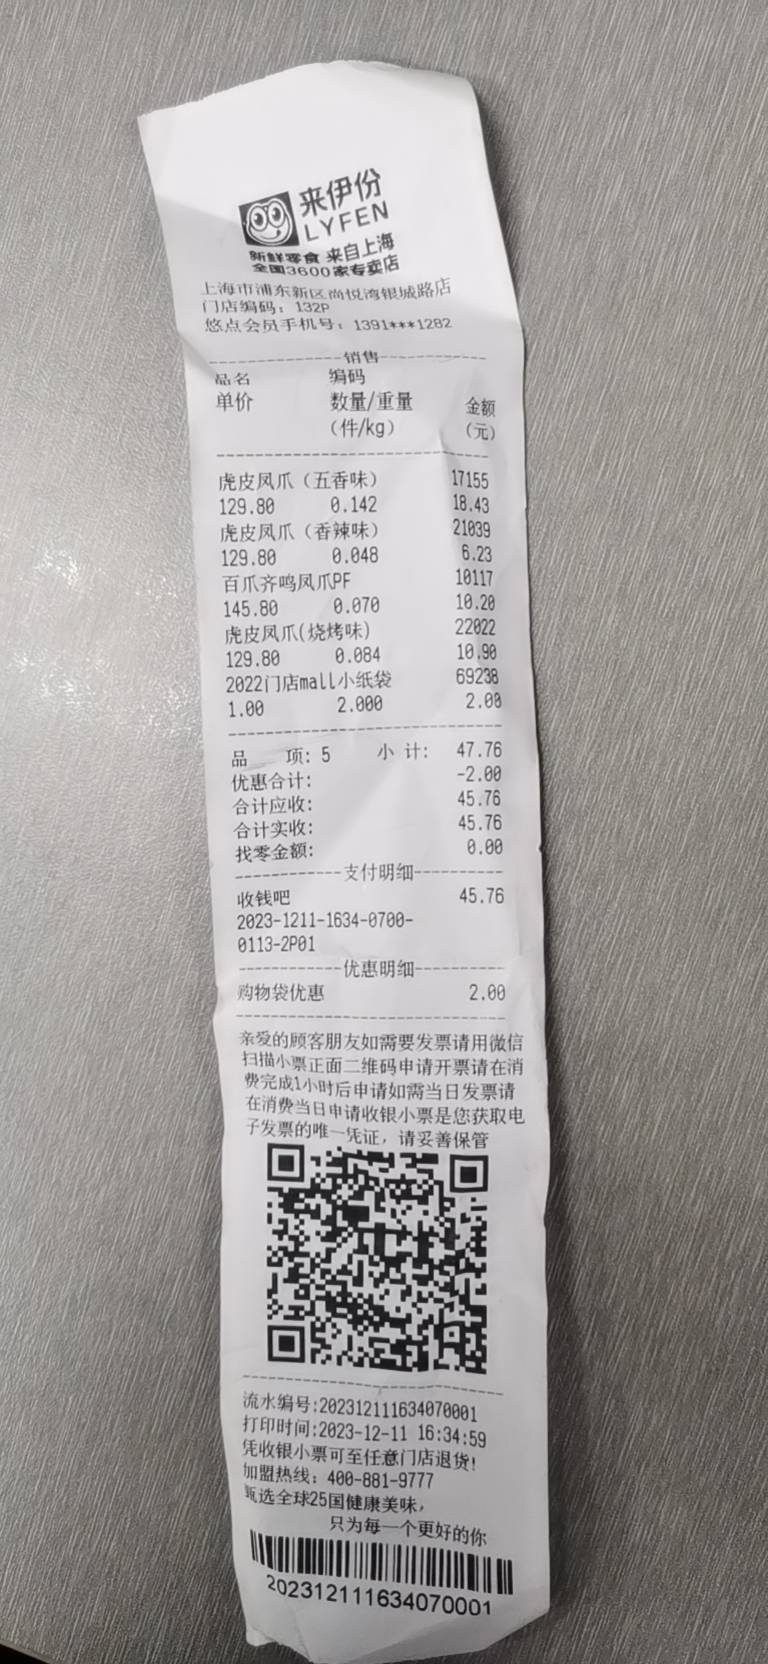 来伊份
LYFEN
新鲜零食 来自上海
全国3600家专卖店
上海市浦东新区尚悦湾银城路店
门店编码：132P
悠点会员手机号：1391***1282
------------销售------------
品名 编码
单价 数量/重量 金额
（件/kg） （元）
虎皮凤爪（五香味） 17155
129.80 0.142 18.43
虎皮凤爪（香辣味） 21039
129.80 0.048 6.23
百爪齐鸣凤爪PF 10117
145.80 0.070 10.20
虎皮凤爪(烧烤味) 22022
129.80 0.084 10.90
2022门店mall小纸袋 69238
1.00 2.000 2.00
品 项: 5 小 计: 47.76
优惠合计: -2.00
合计应收: 45.76
合计实收: 45.76
找零金额: 0.00
------------支付明细----------
收钱吧 45.76
2023-1211-1634-0700-
0113-2P01
------------优惠明细----------
购物袋优惠 2.00
亲爱的顾客朋友如需要发票请用微信
扫描小票正面二维码申请开票请在消
费完成1小时后申请如需当日发票请
在消费当日申请收银小票是您获取电
子发票的唯一凭证，请妥善保管
流水编号:202312111634070001
打印时间:2023-12-11 16:34:59
凭收银小票可至任意门店退货!
加盟热线：400-881-9777
甄选全球25国健康美味，
只为每一个更好的你
202312111634070001